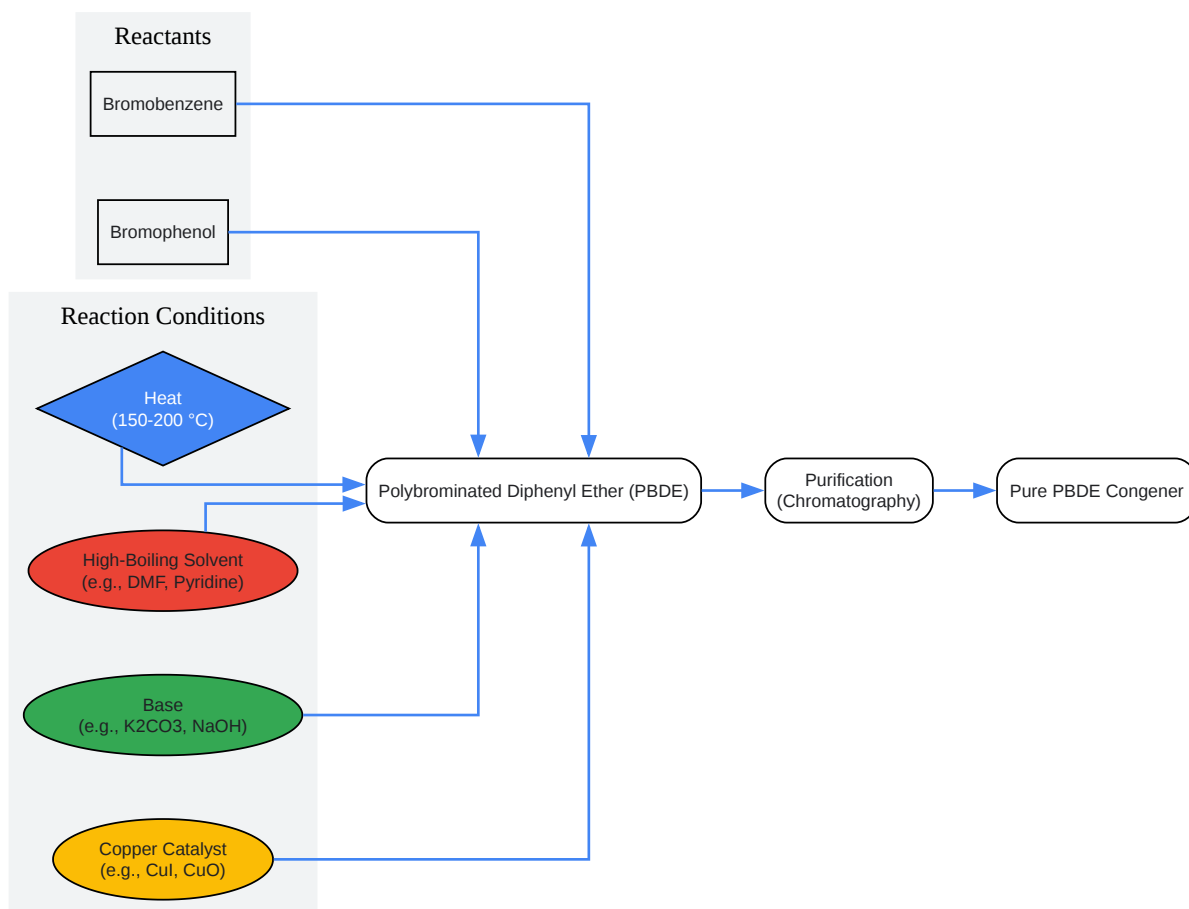 Reactants
Bromobenzene
Bromophenol
Reaction Conditions
Heat
(150-200 °C)
High-Boiling Solvent
(e.g., DMF, Pyridine)
Base
(e.g., K2CO3, NaOH)
Copper Catalyst
(e.g., CuI, CuO)
Polybrominated Diphenyl Ether (PBDE)
Purification
(Chromatography)
Pure PBDE Congener